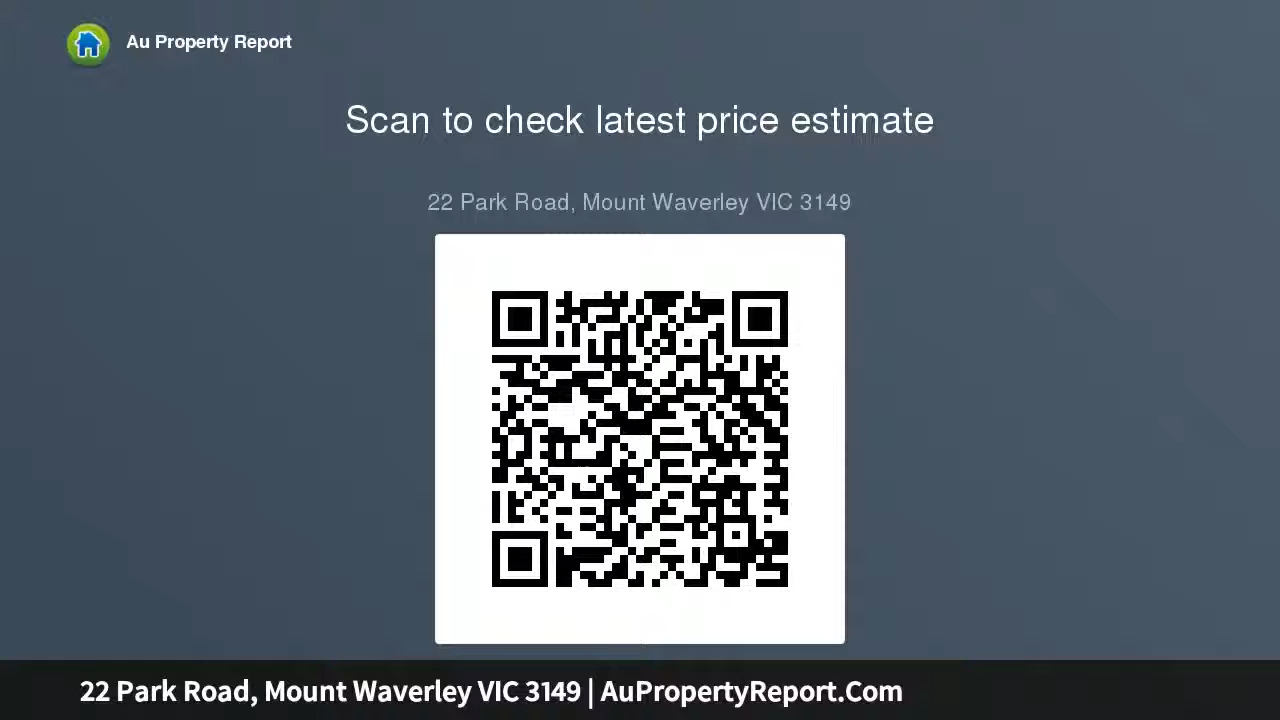 Au Property Report
Scan to check latest price estimate
22 Park Road, Mount Waverley VIC 3149
22 Park Road, Mount Waverley VIC 3149 | AuPropertyReport.Com